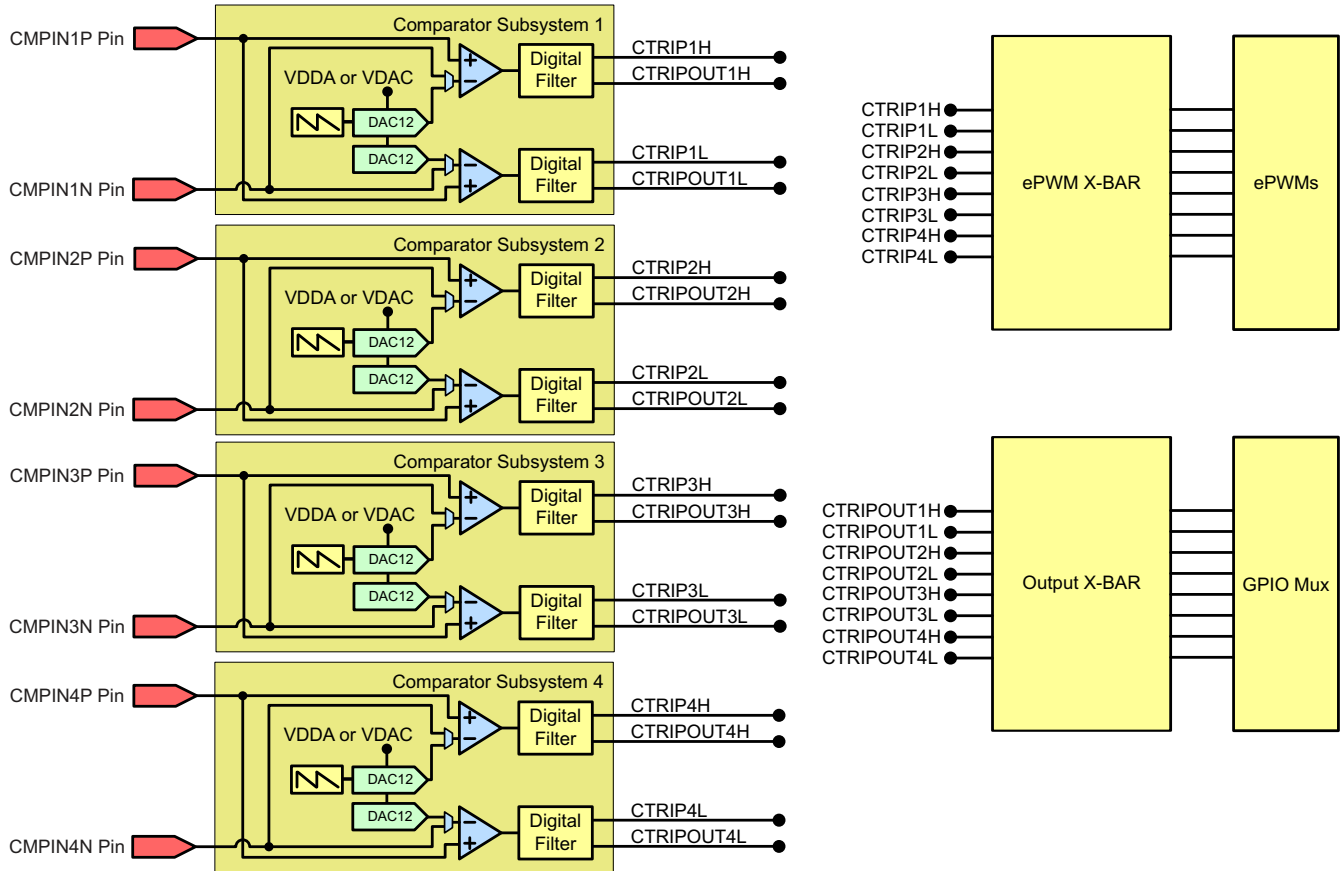 Comparator Subsystem 1
CMPIN1P Pin
VDDA or VDAC
DAC12
DAC12
Digital
Filter
CTRIP1H
CTRIPOUT1H
Digital
Filter
CTRIP1L
CTRIPOUT1L
CMPIN1N Pin
Comparator Subsystem 2
CMPIN2P Pin
VDDA or VDAC
DAC12
DAC12
Digital
Filter
CTRIP2H
CTRIPOUT2H
Digital
Filter
CTRIP2L
CTRIPOUT2L
CMPIN2N Pin
Comparator Subsystem 3
CMPIN3P Pin
VDDA or VDAC
DAC12
DAC12
Digital
Filter
CTRIP3H
CTRIPOUT3H
Digital
Filter
CTRIP3L
CTRIPOUT3L
CMPIN3N Pin
Comparator Subsystem 4
CMPIN4P Pin
VDDA or VDAC
DAC12
DAC12
Digital
Filter
CTRIP4H
CTRIPOUT4H
Digital
Filter
CTRIP4L
CTRIPOUT4L
CMPIN4N Pin
CTRIP1H
CTRIP1L
CTRIP2H
CTRIP2L
CTRIP3H
CTRIP3L
CTRIP4H
CTRIP4L
ePWM X-BAR
ePWMs
CTRIPOUT1H
CTRIPOUT1L
CTRIPOUT2H
CTRIPOUT2L
CTRIPOUT3H
CTRIPOUT3L
CTRIPOUT4H
CTRIPOUT4L
Output X-BAR
GPIO Mux